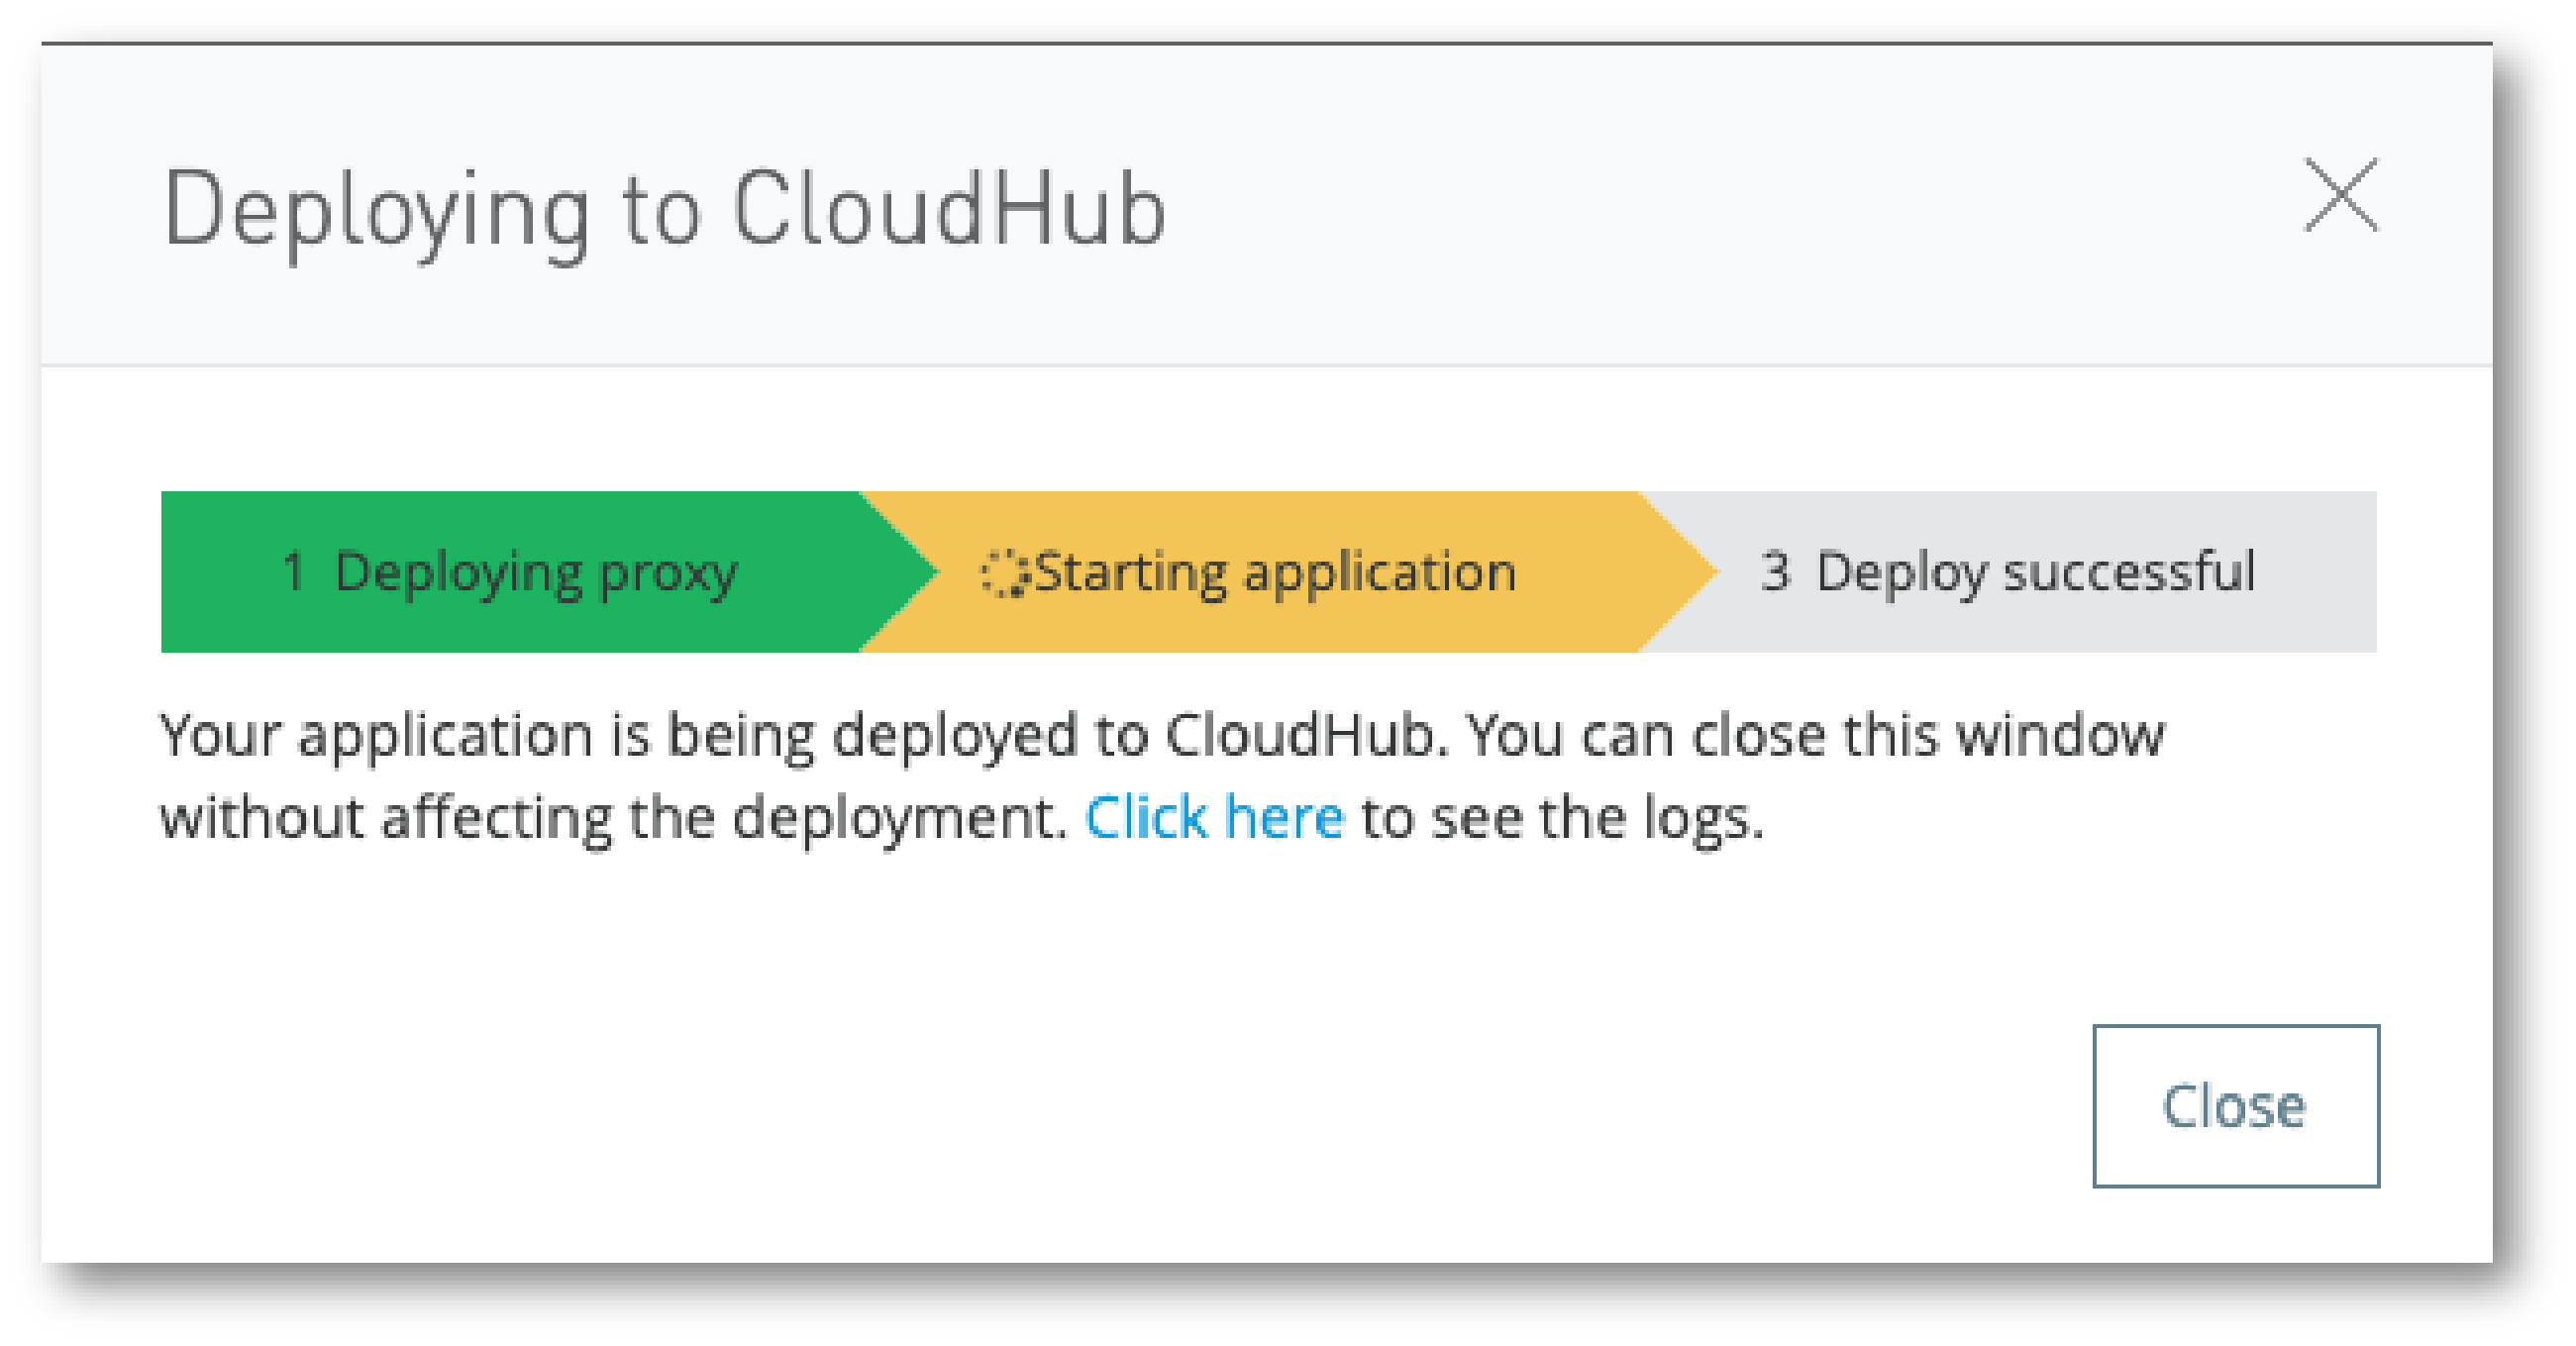 Deploying to CloudHub
1 Deploying proxy Starting application 3 Deploy successful
Your application is being deployed to CloudHub. You can close this window
without affecting the deployment. Click here to see the logs.
Close